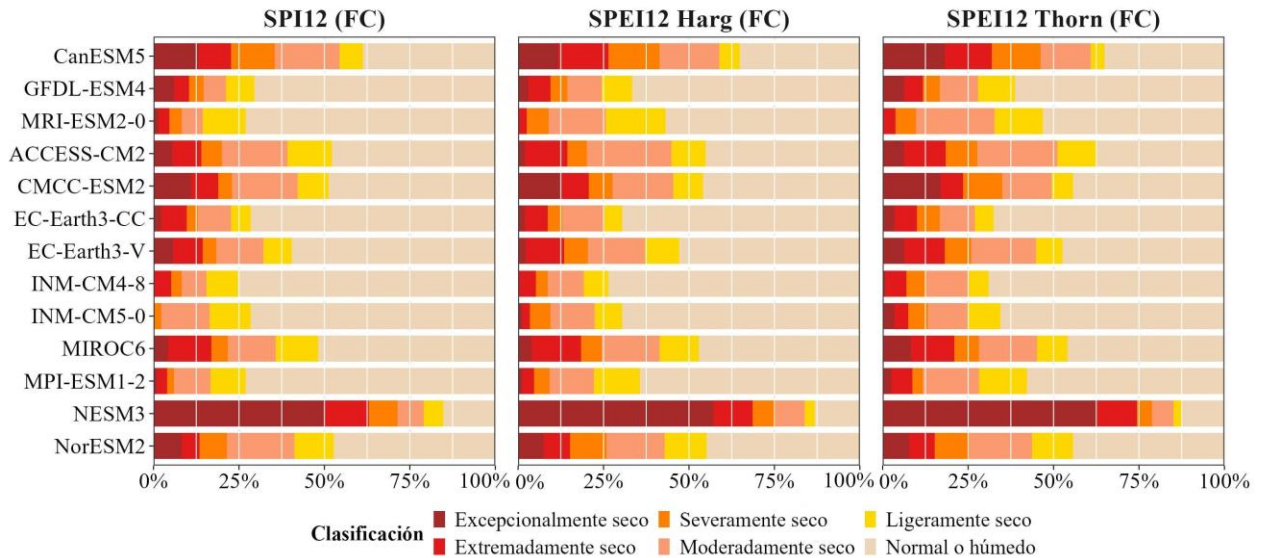 SPI12 (FC) SPEI12 Harg (FC) SPEI12 Thorn (FC)
CanESM5
GFDL-ESM4
MRI-ESM2-0
ACCESS-CM2
CMCC-ESM2
EC-Earth3-CC
EC-Earth3-V
INM-CM4-8
INM-CM5-0
MIROC6
MPI-ESM1-2
NESM3
NorESM2
0% 25% 50% 75% 100% 0% 25% 50% 75% 100% 0% 25% 50% 75% 100%
Clasificación
Excepcionalmente seco Severamente seco Ligeramente seco
Extremadamente seco Moderadamente seco Normal o húmedo